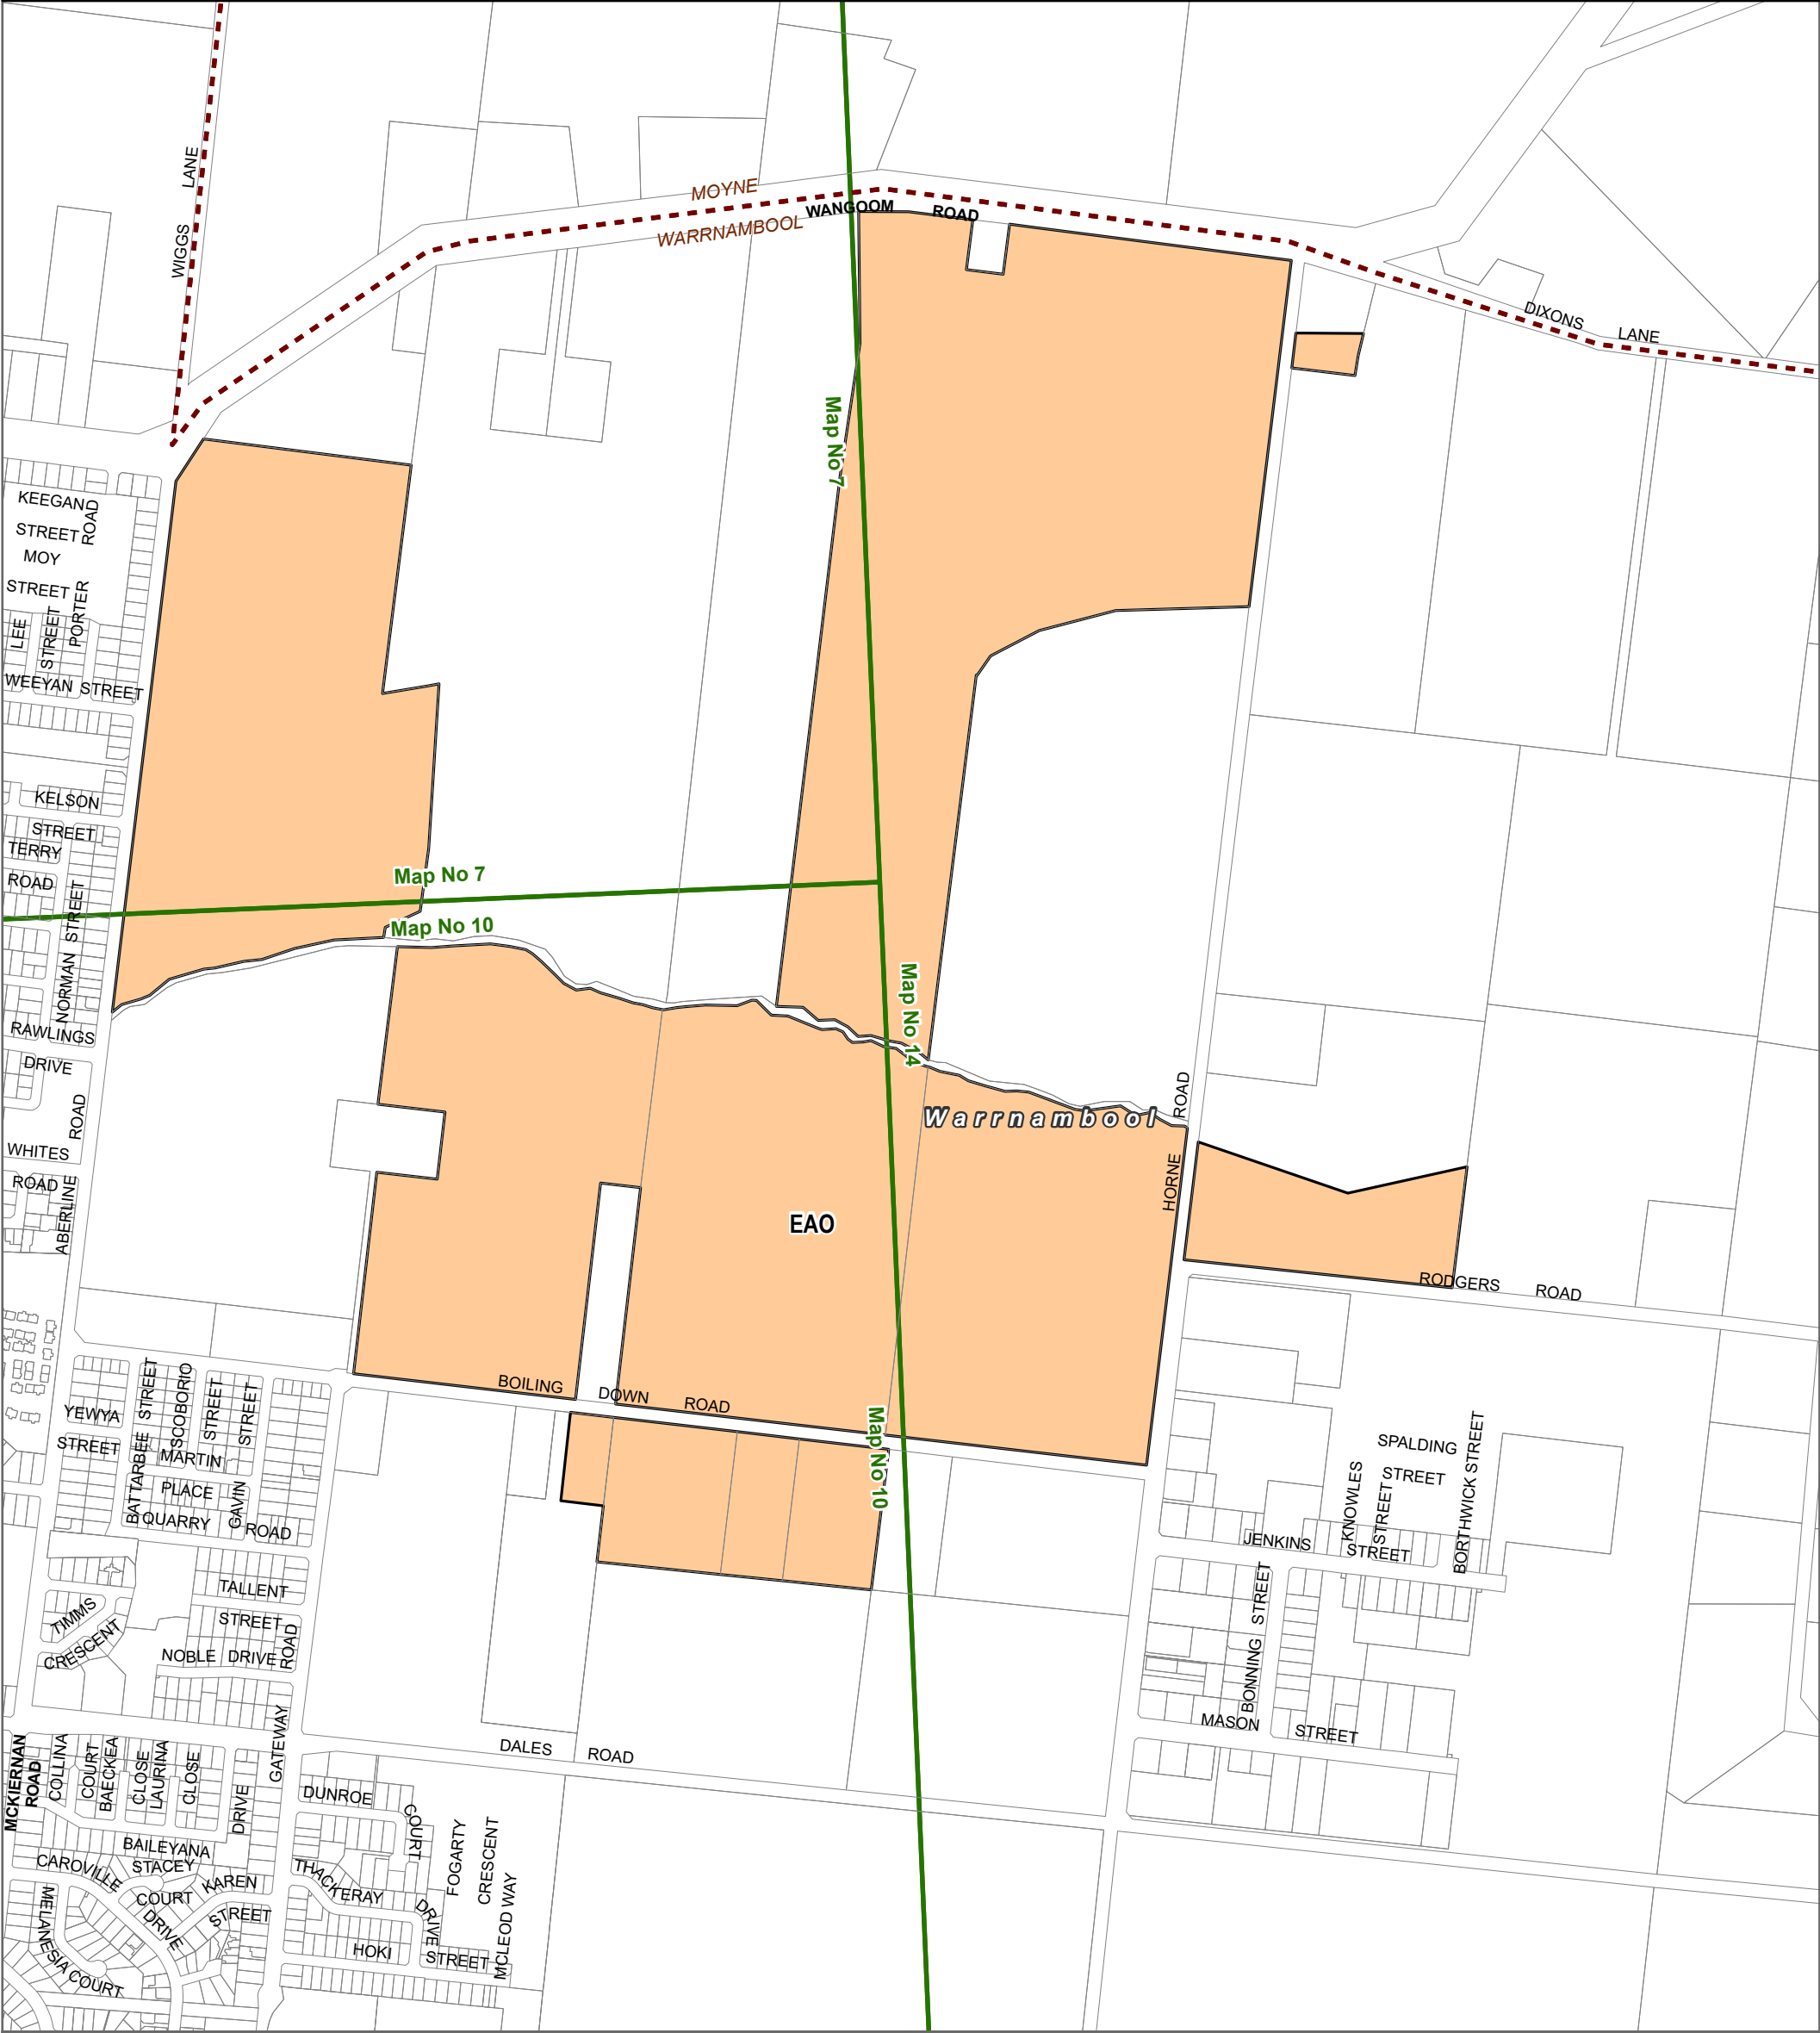 MOYNE
WARRNAMBOOL
WANGOOM ROAD
WIGGS LANE
DIXONS LANE
Map No 7
KEEGAN
STREET
ROAD
MOY
STREET
PORTER
LEE
STREET
WEEYAN STREET
KELSON
STREET
TERRY
ROAD
Map No 7
Map No 10
NORMAN STREET
Map No 14
RAWLINGS
DRIVE
WHITES
ROAD
ABERLINE ROAD
Warrnambool
HORNE ROAD
EAO
RODGERS ROAD
BOILING DOWN ROAD
Map No 10
YEWYA
STREET
BATTARBEE STREET
SOOBORIO
STREET
MARTIN
PLACE
GAVIN
STREET
QUARRY ROAD
SPALDING
STREET
KNOWLES
STREET
BORTHWICK STREET
JENKINS STREET
TALLENT
STREET
TIMMS
CRESCENT
NOBLE DRIVE
BONNING STREET
MASON STREET
GATEWAY ROAD
DALES ROAD
MCKIERNAN
ROAD
COLLINA
COURT
BAECKEA
CLOSE
LAURINA
CLOSE
DRIVE
DUNROE
COURT
BAILEYANA
STACEY
COURT
CAROVILLE
DRIVE
KAREN
STREET
THACKERAY
DRIVE
FOGARTY
CRESCENT
MCLEOD WAY
MELANESIA COURT
HOKI STREET